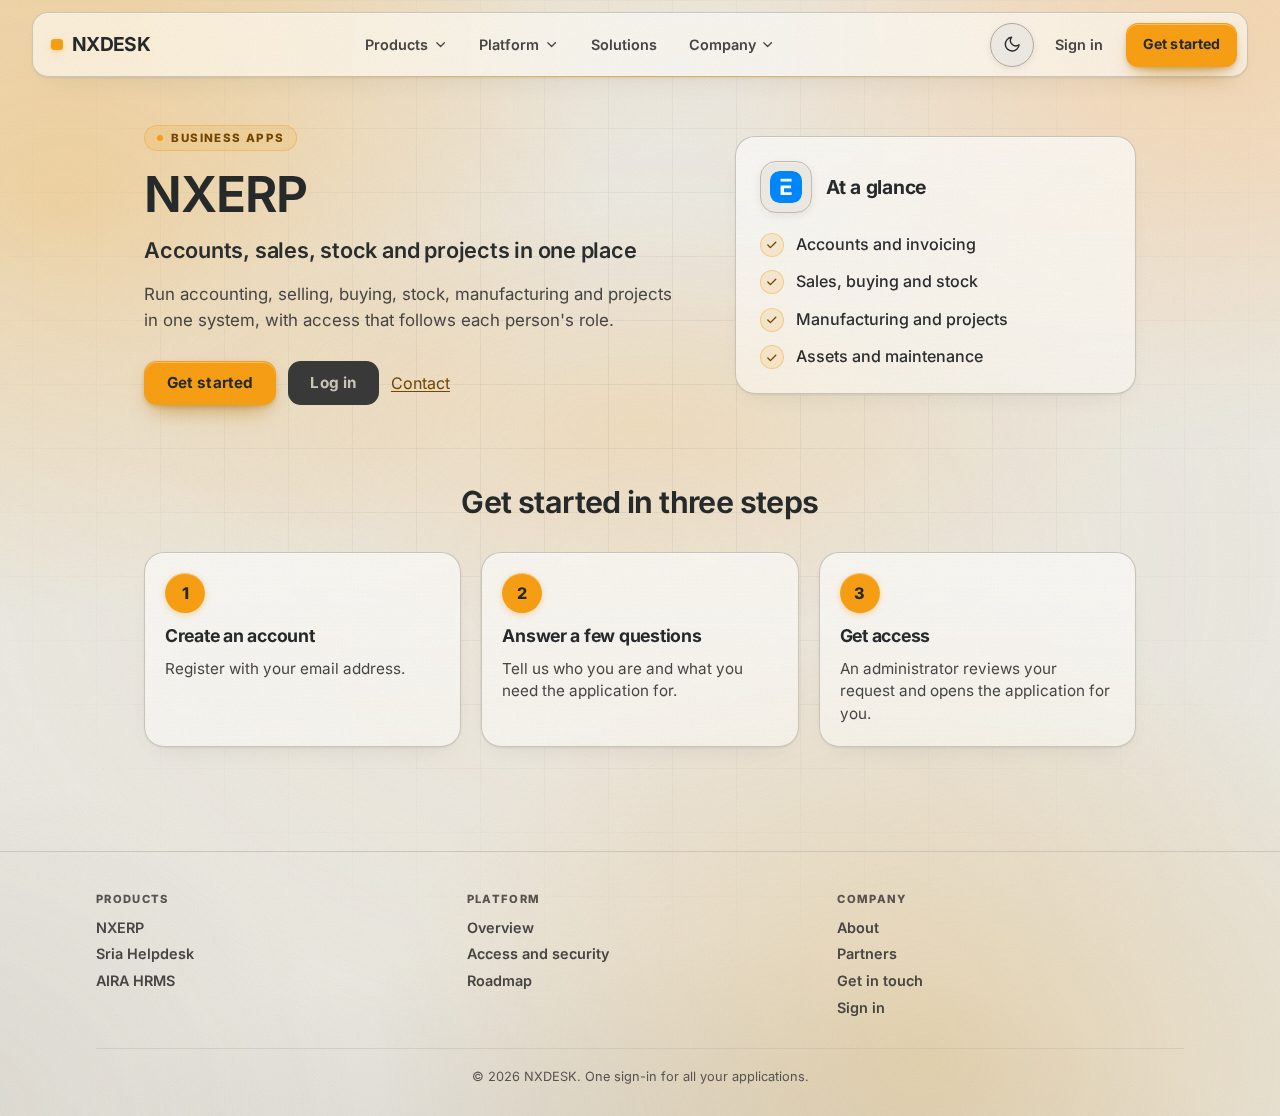 NXDESK
Products
Platform
Solutions
Company
Sign in
Get started
BUSINESS APPS
NXERP
Accounts, sales, stock and projects in one place
Run accounting, selling, buying, stock, manufacturing and projects
in one system, with access that follows each person's role.
Get started
Log in
Contact
E
At a glance
Accounts and invoicing
Sales, buying and stock
Manufacturing and projects
Assets and maintenance
Get started in three steps
1
Create an account
Register with your email address.
2
Answer a few questions
Tell us who you are and what you
need the application for.
3
Get access
An administrator reviews your
request and opens the application for
you.
PRODUCTS
NXERP
Sria Helpdesk
AIRA HRMS
PLATFORM
Overview
Access and security
Roadmap
COMPANY
About
Partners
Get in touch
Sign in
© 2026 NXDESK. One sign-in for all your applications.